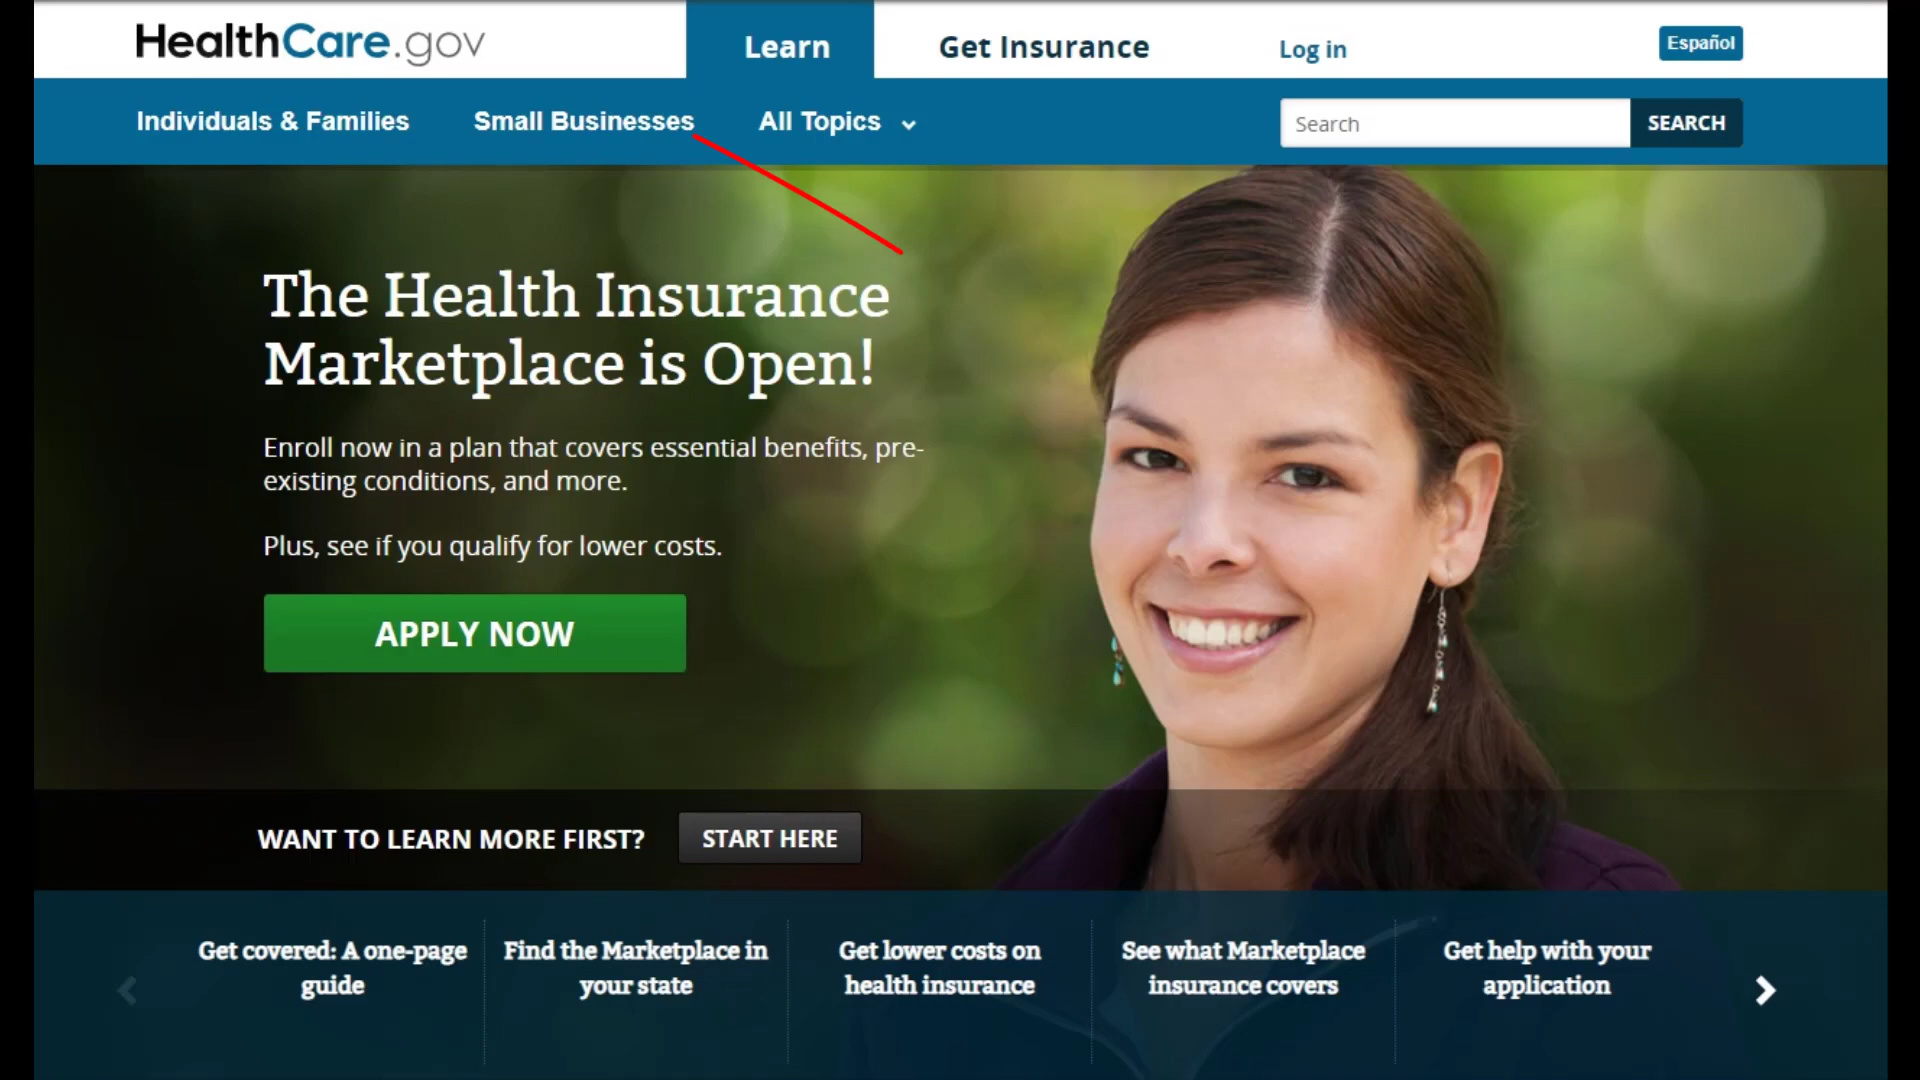 HealthCare.gov
Learn
Get Insurance
Log in
Español
Individuals & Families
Small Businesses
All Topics
Search
SEARCH
The Health Insurance
Marketplace is Open!
Enroll now in a plan that covers essential benefits, pre-
existing conditions, and more.
Plus, see if you qualify for lower costs.
APPLY NOW
WANT TO LEARN MORE FIRST?
START HERE
Get covered: A one-page
guide
Find the Marketplace in
your state
Get lower costs on
health insurance
See what Marketplace
insurance covers
Get help with your
application